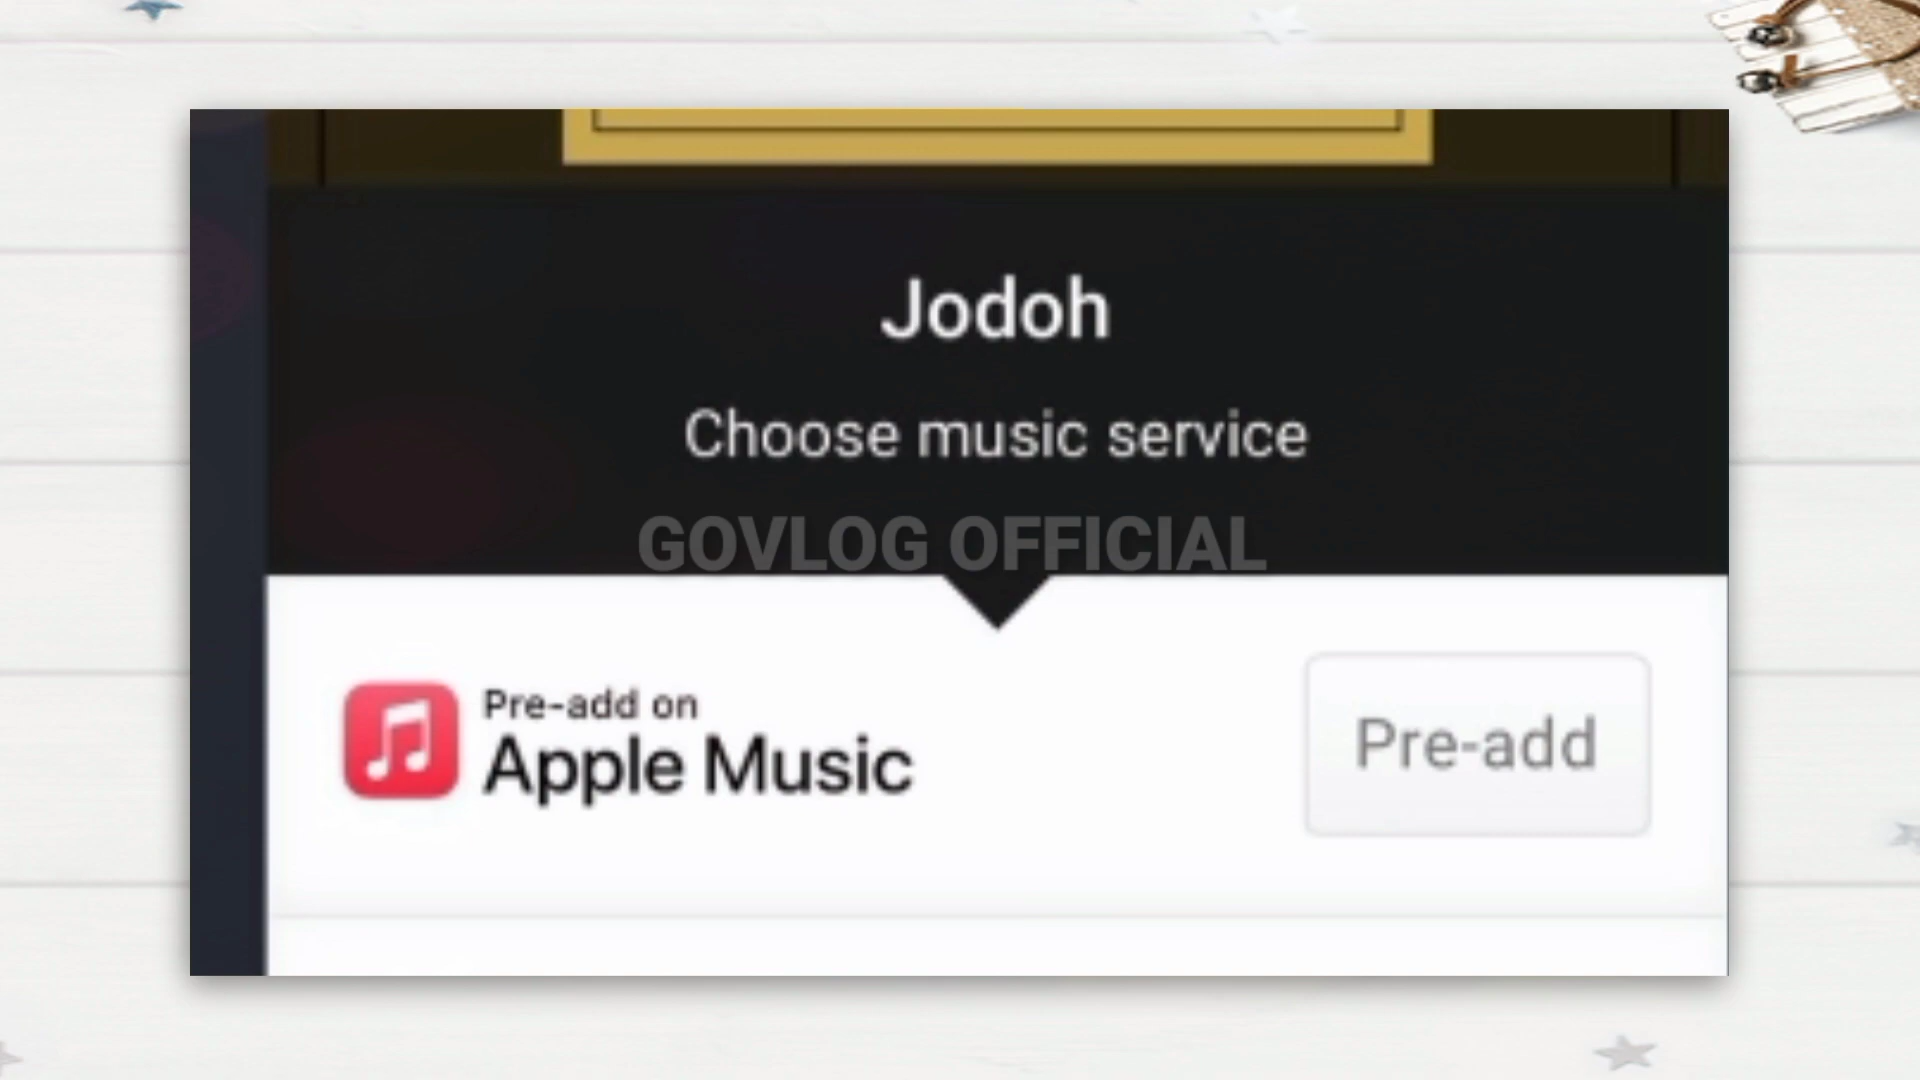 Jodoh
Choose music service
GOVLOG OFFICIAL
Pre-add on
Apple Music
Pre-add